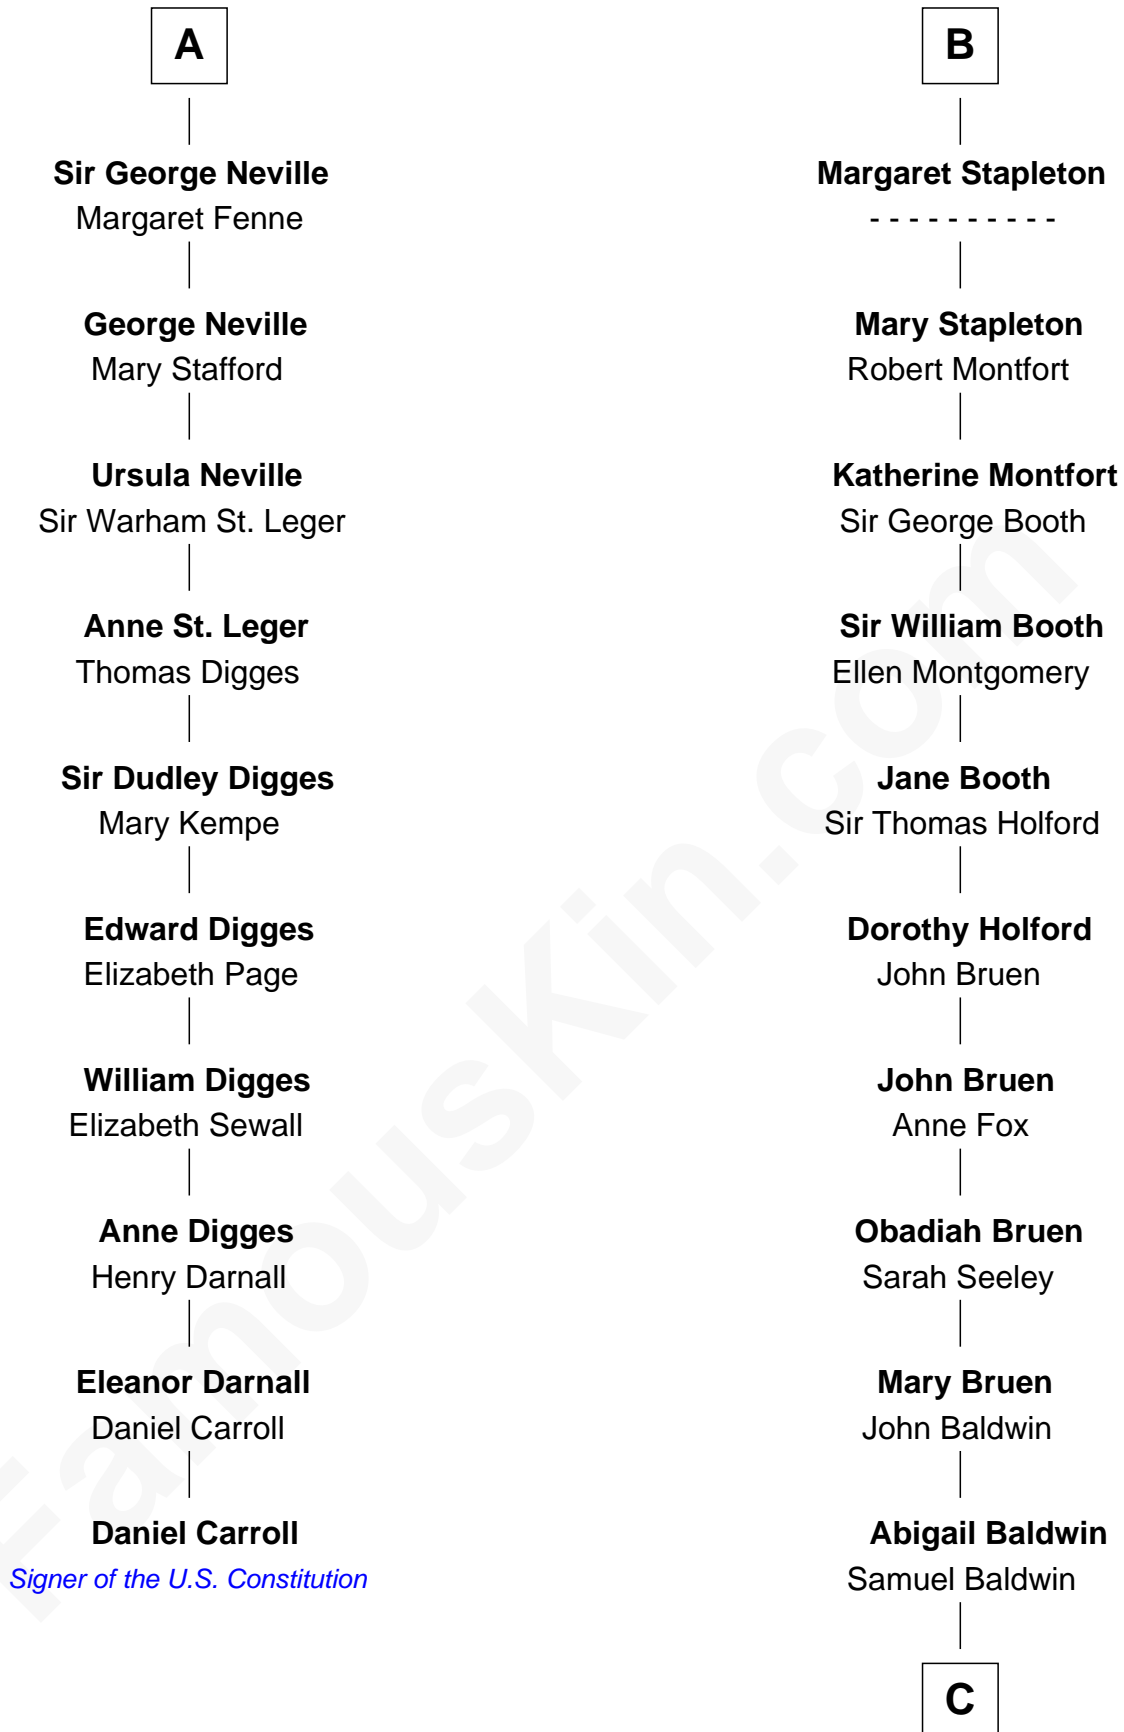 A
Sir George Neville
Margaret Fenne
George Neville
Mary Stafford
Ursula Neville
Sir Warham St. Leger
Anne St. Leger
Thomas Digges
Sir Dudley Digges
Mary Kempe
Edward Digges
Elizabeth Page
William Digges
Elizabeth Sewall
Anne Digges
Henry Darnall
Eleanor Darnall
Daniel Carroll
Daniel Carroll
Signer of the U.S. Constitution
B
Margaret Stapleton
- - - - - - - - - -
Mary Stapleton
Robert Montfort
Katherine Montfort
Sir George Booth
Sir William Booth
Ellen Montgomery
Jane Booth
Sir Thomas Holford
Dorothy Holford
John Bruen
John Bruen
Anne Fox
Obadiah Bruen
Sarah Seeley
Mary Bruen
John Baldwin
Abigail Baldwin
Samuel Baldwin
C
FamousKin.com